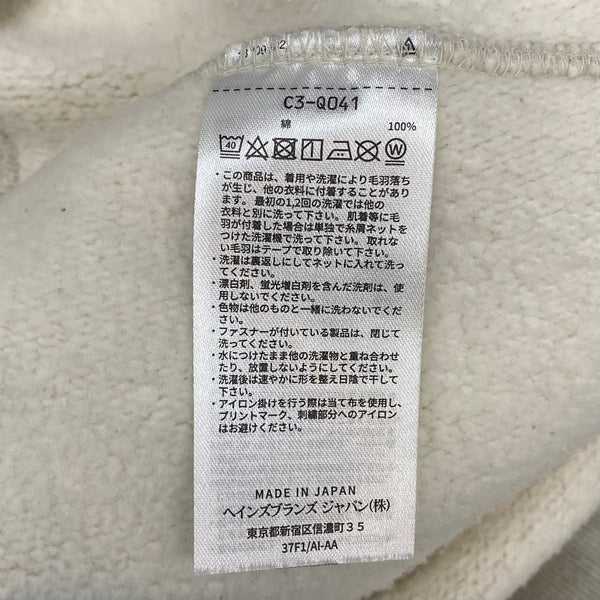 C3-Q041
綿 100%
40 W
・この商品は、着用や洗濯により毛羽落ち
が生じ、他の衣料に付着することがあり
ます。最初の1,2回の洗濯では他の
衣料と別に洗って下さい。肌着等に毛
羽が付着した場合は単独で糸屑ネットを
つけた洗濯機で洗って下さい。取れな
い毛羽はテープで取り除いて下さい。
・洗濯は裏返しにしてネットに入れて洗っ
てください。
・漂白剤、蛍光増白剤を含んだ洗剤は、使
用しないでください。
・色物は他のものと一緒に洗わないでくだ
さい。
・ファスナーが付いている製品は、閉じて
洗ってください。
・水につけたまま他の洗濯物と重ね合わせ
たり、放置しないようにしてください。
・洗濯後は速やかに形を整え日陰で干して
下さい。
・アイロン掛けを行う際は当て布を使用し、
プリントマーク、刺繍部分へのアイロン
はお避けください。
MADE IN JAPAN
ヘインズブランズ ジャパン(株)
東京都新宿区信濃町35
37F1/AI-AA